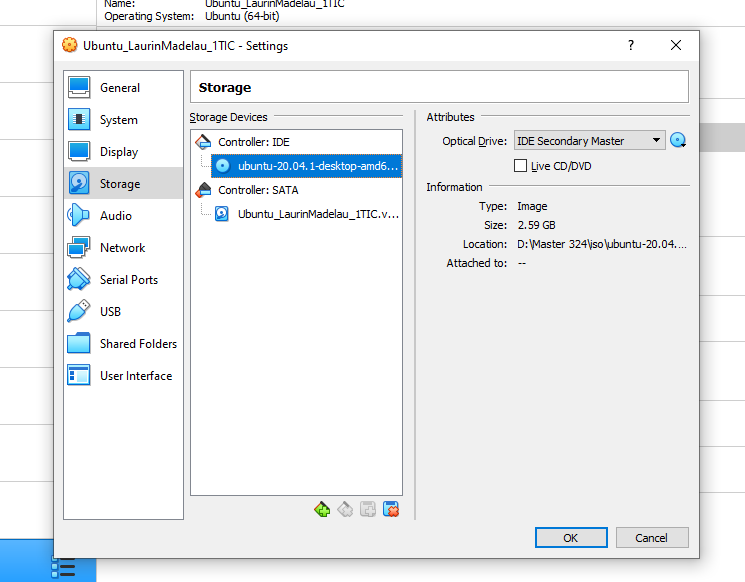 Name: Ubuntu_LaurinMadelau_1TIC
Operating System: Ubuntu (64-bit)
Ubuntu_LaurinMadelau_1TIC - Settings
?
General
System
Display
Storage
Audio
Network
Serial Ports
USB
Shared Folders
User Interface
Storage
Storage Devices
Controller: IDE
ubuntu-20.04.1-desktop-amd6...
Controller: SATA
Ubuntu_LaurinMadelau_1TIC.v...
Attributes
Optical Drive: IDE Secondary Master
Live CD/DVD
Information
Type: Image
Size: 2.59 GB
Location: D:\Master 324\iso\ubuntu-20.04....
Attached to: --
OK
Cancel